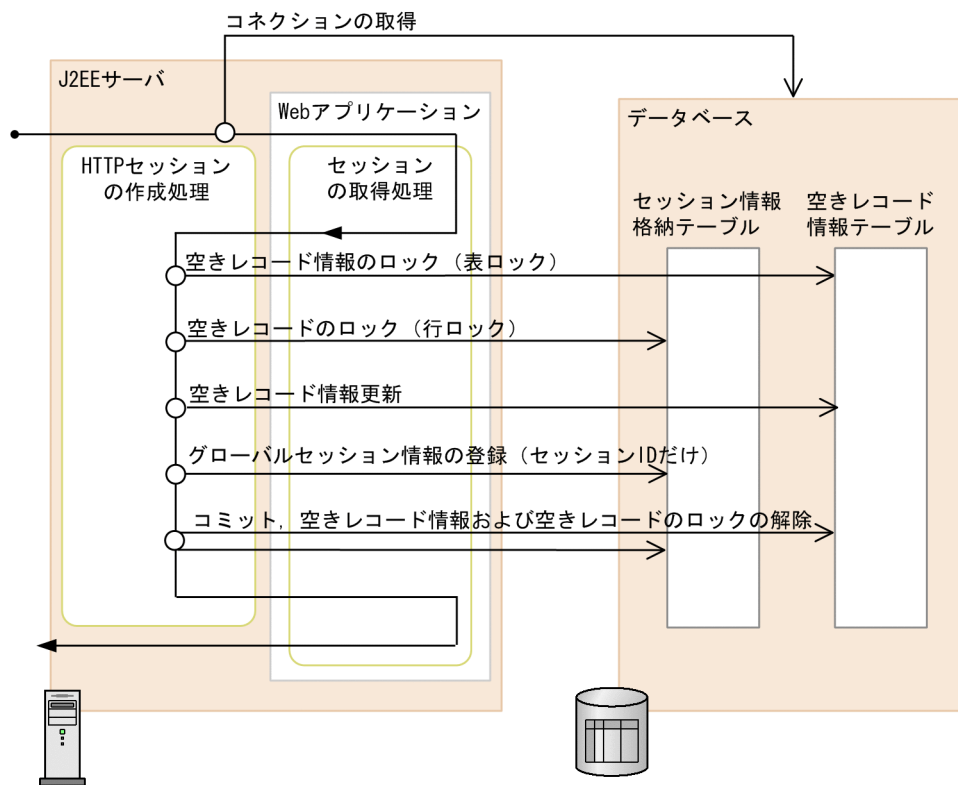 コネクションの取得
J2EEサーバ
Webアプリケーション
データベース
HTTPセッション
の作成処理
セッション
の取得処理
セッション情報
格納テーブル
空きレコード
情報テーブル
空きレコード情報のロック（表ロック）
空きレコードのロック（行ロック）
空きレコード情報更新
グローバルセッション情報の登録（セッションIDだけ）
コミット，空きレコード情報および空きレコードのロックの解除